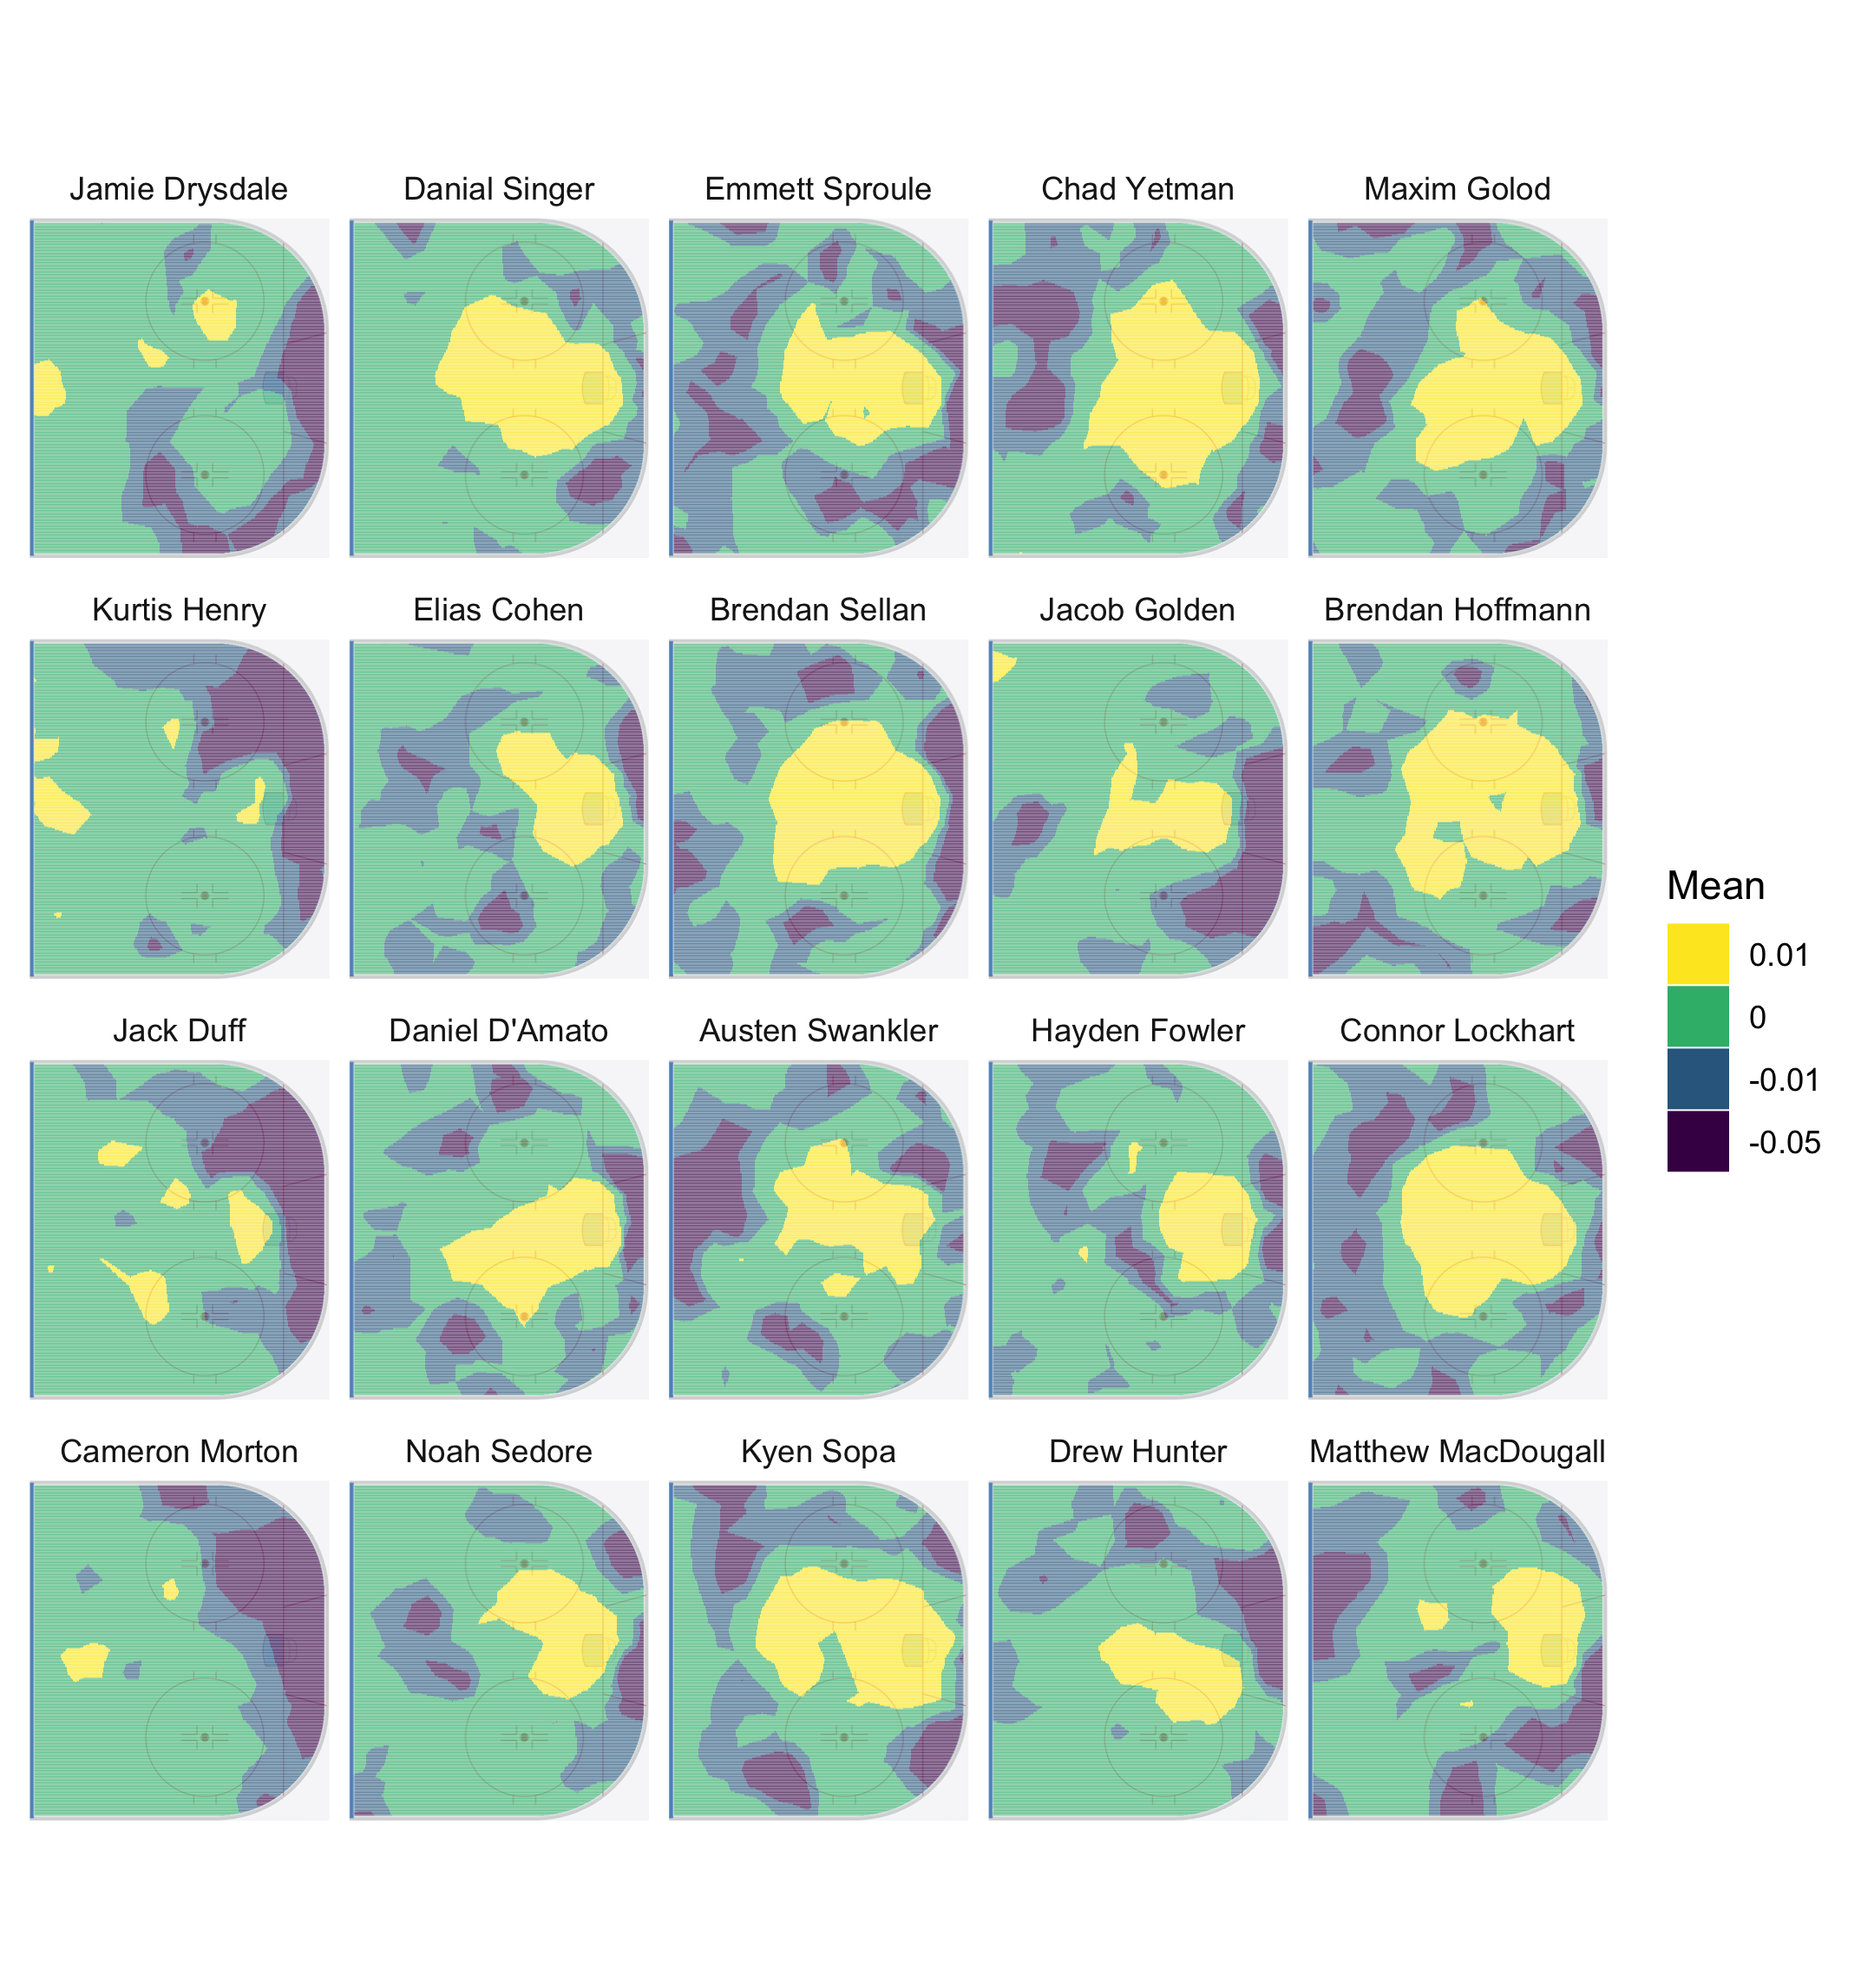 Jamie Drysdale
Danial Singer
Emmett Sproule
Chad Yetman
Maxim Golod
Kurtis Henry
Elias Cohen
Brendan Sellan
Jacob Golden
Brendan Hoffmann
Jack Duff
Daniel D'Amato
Austen Swankler
Hayden Fowler
Connor Lockhart
Cameron Morton
Noah Sedore
Kyen Sopa
Drew Hunter
Matthew MacDougall
Mean
0.01
0
-0.01
-0.05